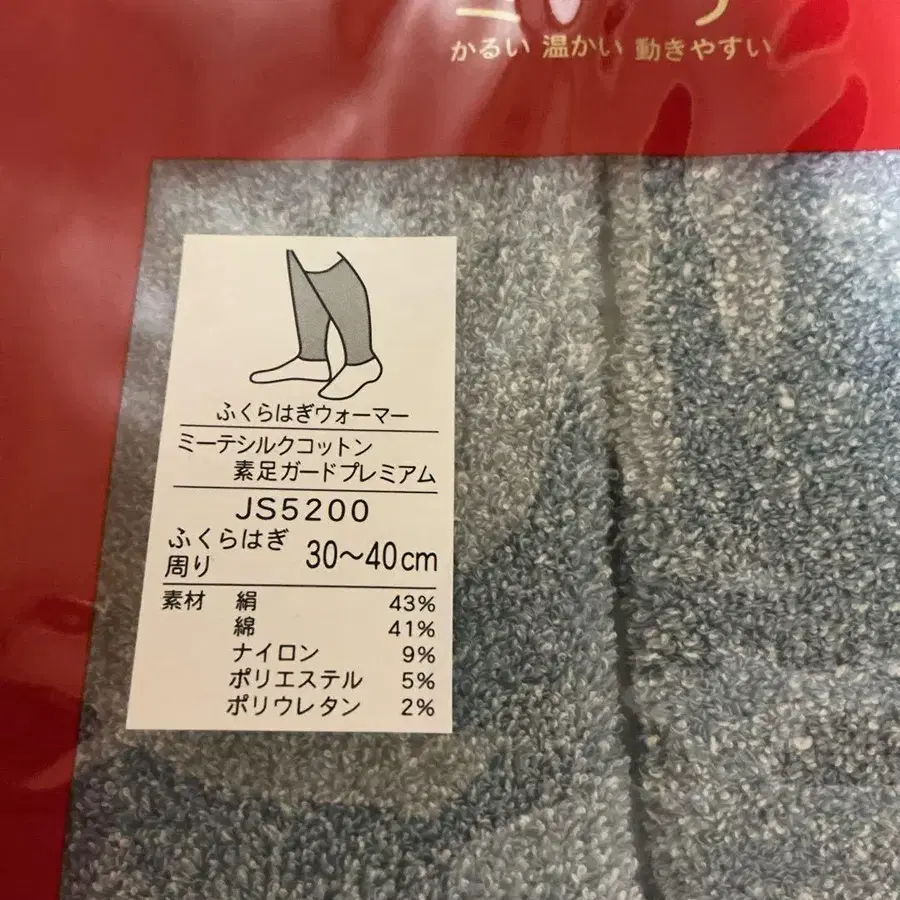 かるい 温かい 動きやすい
ふくらはぎウォーマー
ミーテシルクコットン
素足ガードプレミアム
JS5200
ふくらはぎ
周り 30〜40cm
素材 絹 43%
綿 41%
ナイロン 9%
ポリエステル 5%
ポリウレタン 2%